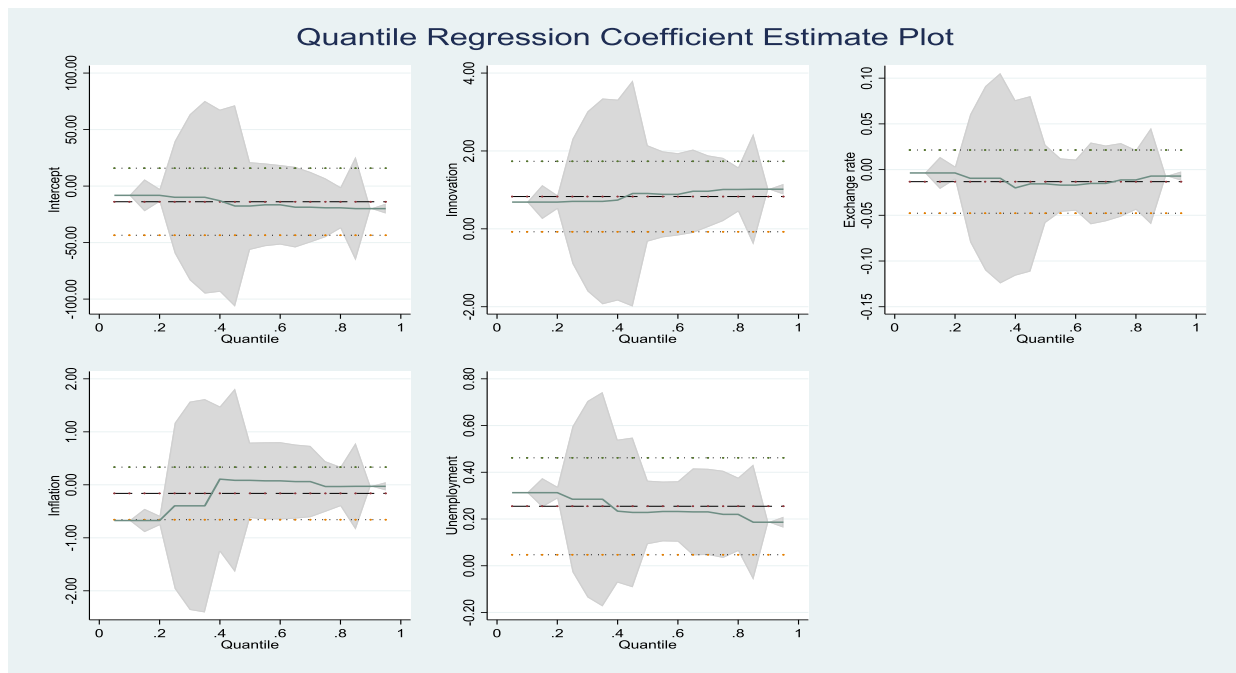 Quantile Regression Coefficient Estimate Plot
Intercept
100.00
50.00
0.00
-50.00
-100.00
0 .2 .4 .6 .8 1
Quantile
Innovation
4.00
2.00
0.00
-2.00
0 .2 .4 .6 .8 1
Quantile
Exchange rate
0.10
0.05
0.00
-0.05
-0.10
-0.15
0 .2 .4 .6 .8 1
Quantile
Inflation
2.00
1.00
0.00
-1.00
-2.00
0 .2 .4 .6 .8 1
Quantile
Unemployment
0.80
0.60
0.40
0.20
0.00
-0.20
0 .2 .4 .6 .8 1
Quantile